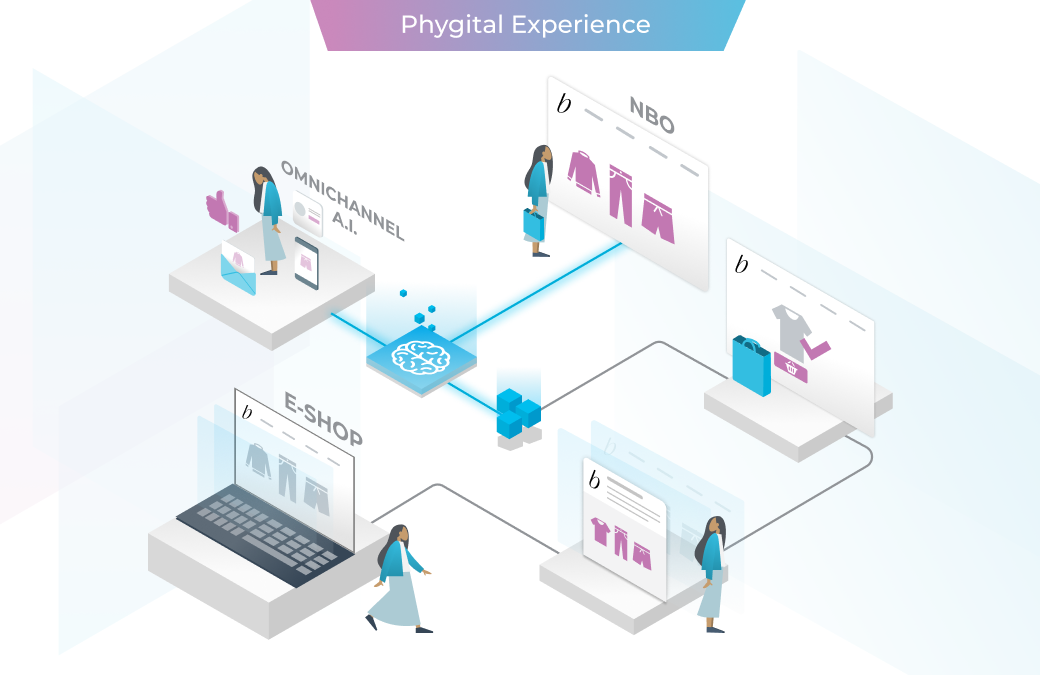 Phygital Experience
b
NBO
OMNICHANNEL
A.I.
b
b
E-SHOP
b